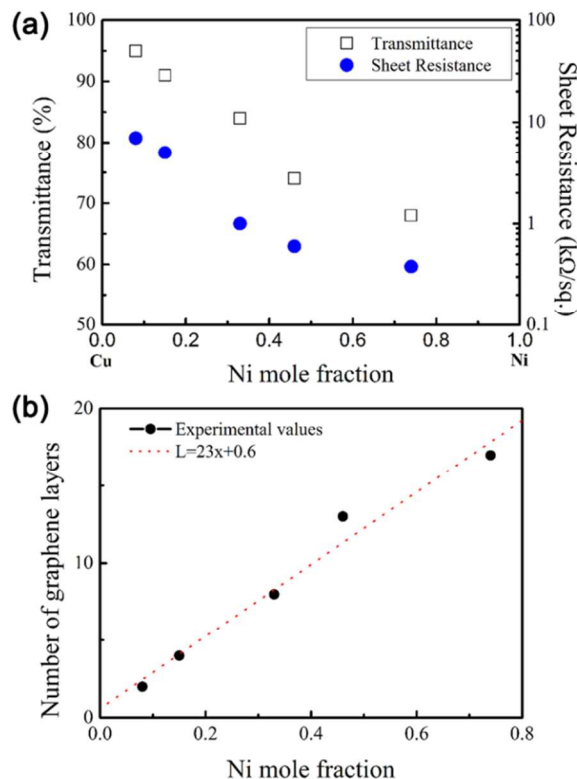 (a)
100
90
80
70
60
50
Transmittance (%)
Transmittance
Sheet Resistance
100
10
1
0.1
Sheet Resistance (kΩ/sq.)
0.0 0.2 0.4 0.6 0.8 1.0
Cu Ni
Ni mole fraction
(b)
20
10
0
Number of graphene layers
Experimental values
L=23x+0.6
0.0 0.2 0.4 0.6 0.8
Ni mole fraction